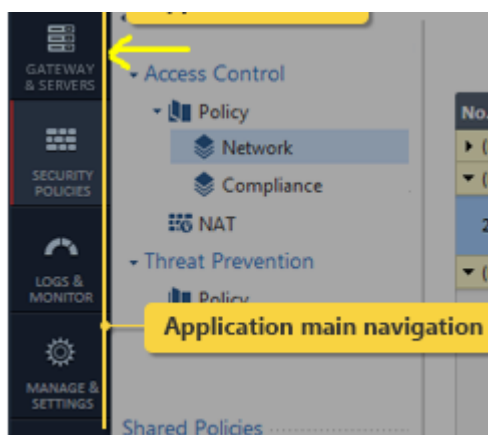 GATEWAY
& SERVERS
SECURITY
POLICIES
LOGS &
MONITOR
MANAGE &
SETTINGS
Access Control
Policy
Network
Compliance
NAT
Threat Prevention
Policy
Application main navigation
Shared Policies
No.